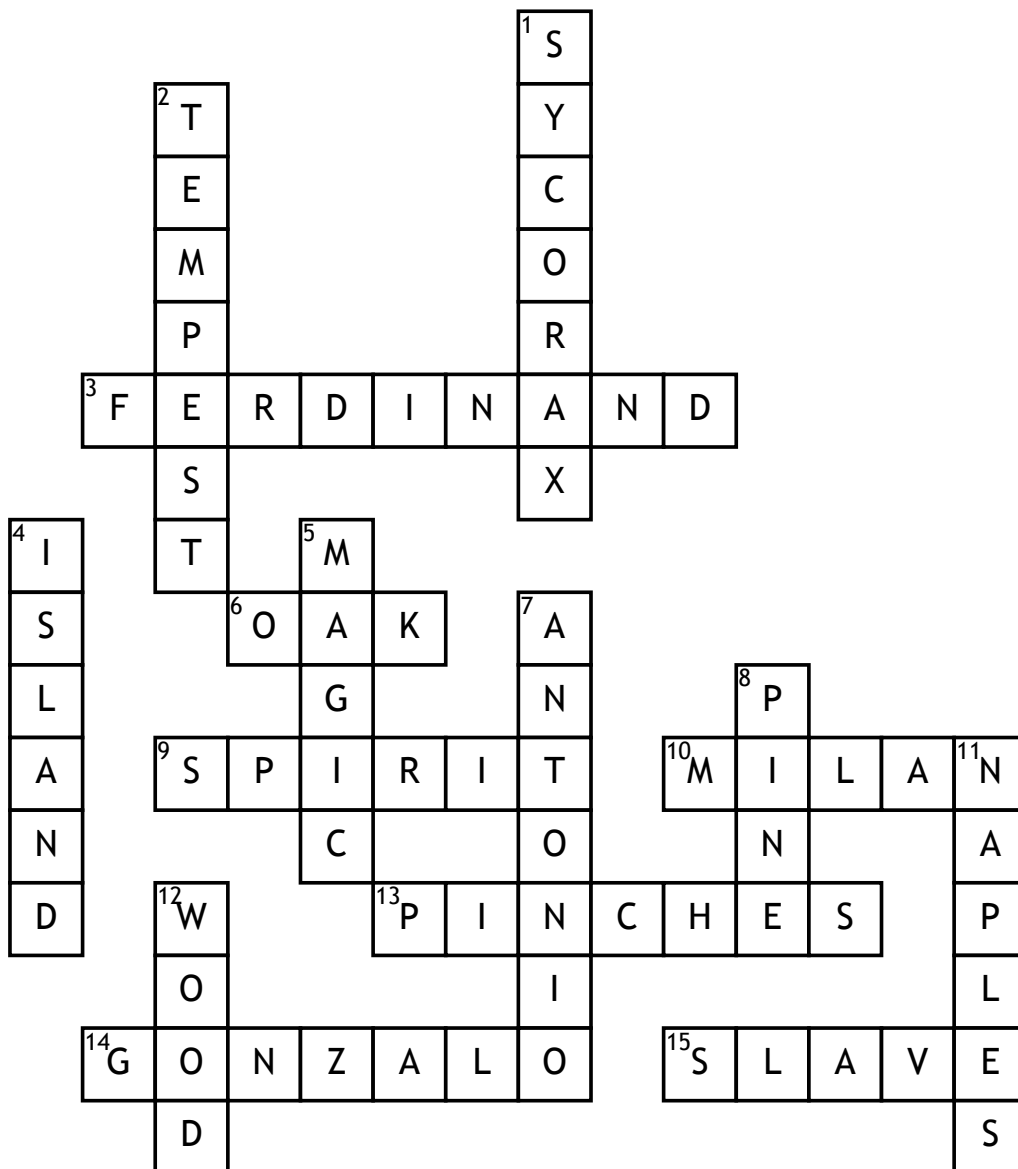 1 S
2 T Y
E C
M O
P R
3 F E R D I N A N D
S X
4 I T 5 M
S 6 O A K 7 A
L G N 8 P
A 9 S P I R I T 10 M I L A 11 N
N C O N A
D 12 W 13 P I N C H E S P
O I L
14 G O N Z A L O 15 S L A V E
D S